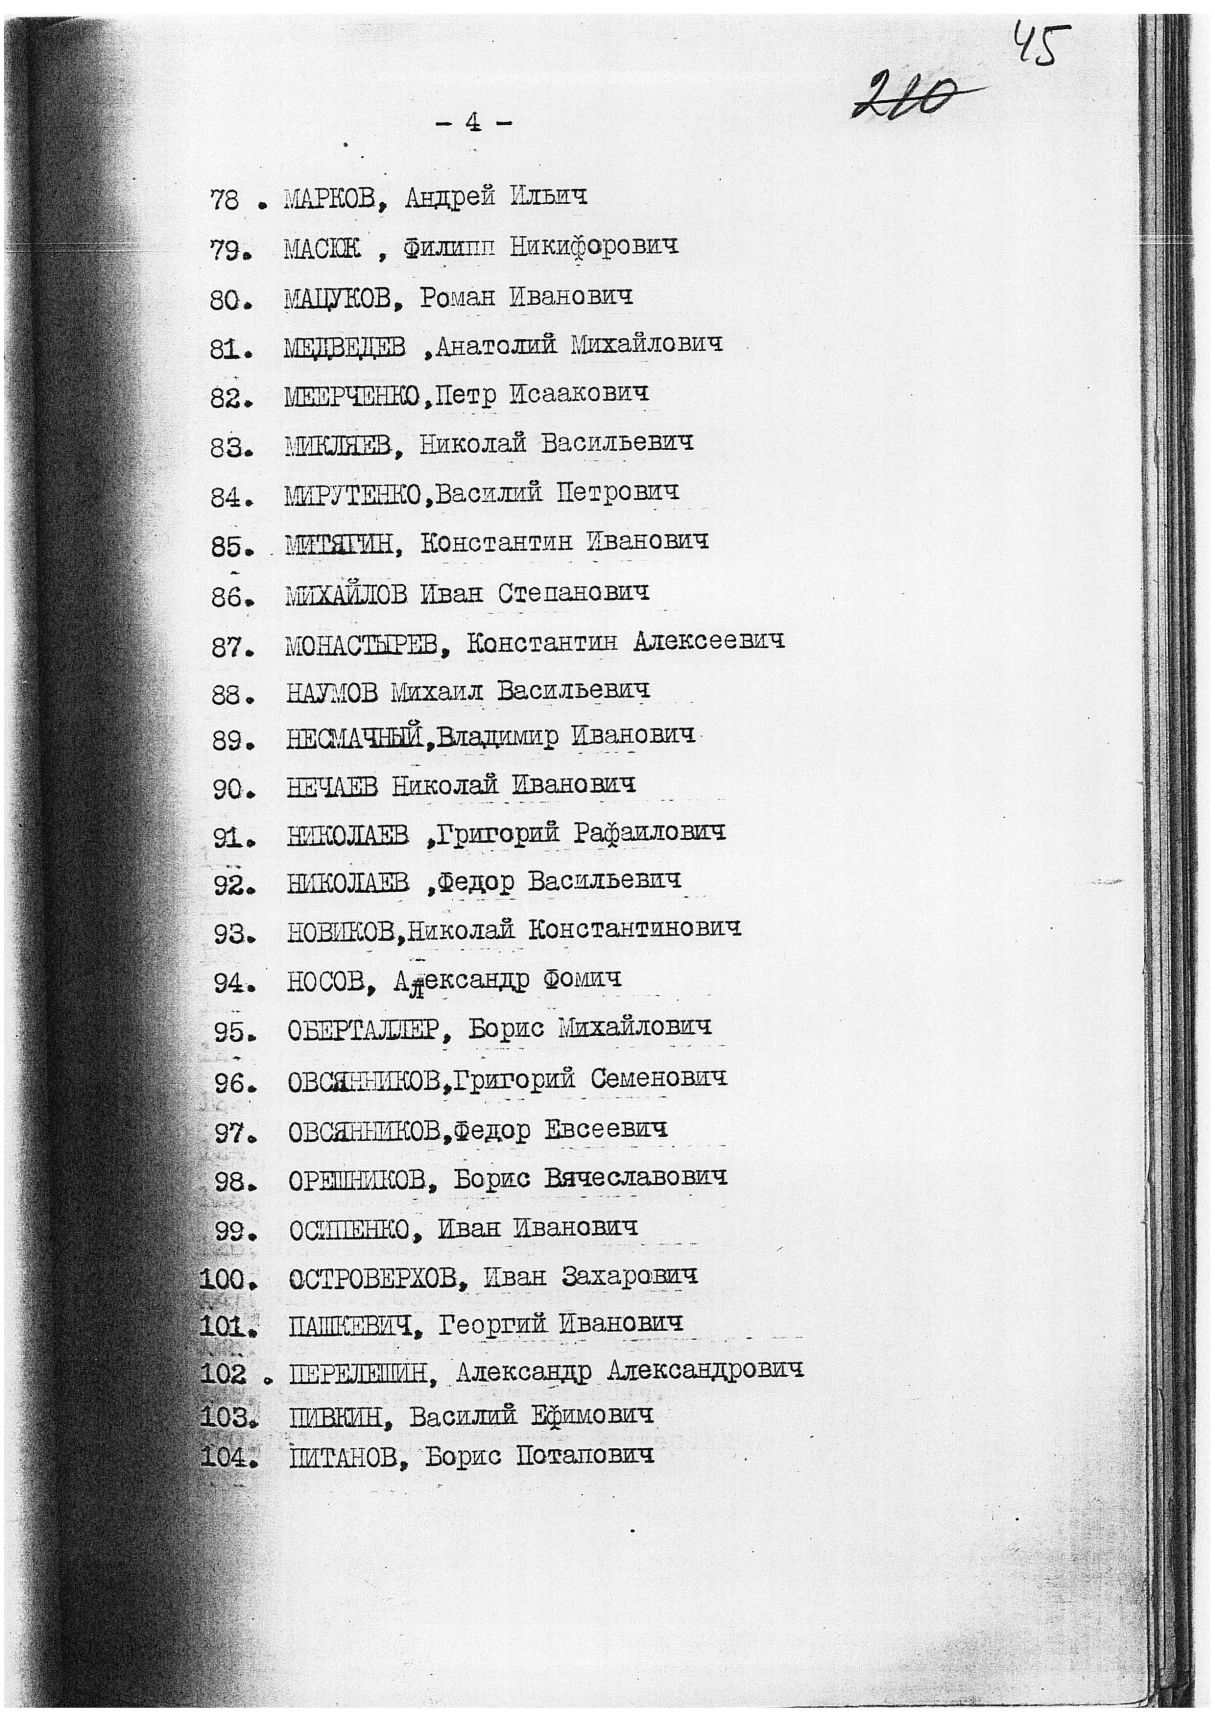 45
210
- 4 -
78 . МАРКОВ, Андрей Ильич
79. МАСЮК , Филипп Никифорович
80. МАЦУКОВ, Роман Иванович
81. МЕДВЕДЕВ ,Анатолий Михайлович
82. МЕЕРЧЕНКО,Петр Исаакович
83. МИКЛЯЕВ, Николай Васильевич
84. МИРУТЕНКО,Василий Петрович
85. МИТЯГИН, Константин Иванович
86. МИХАЙЛОВ Иван Степанович
87. МОНАСТЫРЕВ, Константин Алексеевич
88. НАУМОВ Михаил Васильевич
89. НЕСМАЧНЫЙ,Владимир Иванович
90. НЕЧАЕВ Николай Иванович
91. НИКОЛАЕВ ,Григорий Рафаилович
92. НИКОЛАЕВ ,Федор Васильевич
93. НОВИКОВ,Николай Константинович
94. НОСОВ, Александр Фомич
95. ОБЕРТАЛЛЕР, Борис Михайлович
96. ОВСЯННИКОВ,Григорий Семенович
97. ОВСЯННИКОВ,Федор Евсеевич
98. ОРЕШНИКОВ, Борис Вячеславович
99. ОСИПЕНКО, Иван Иванович
100. ОСТРОВЕРХОВ, Иван Захарович
101. ПАШКЕВИЧ, Георгий Иванович
102 . ПЕРЕЛЕШИН, Александр Александрович
103. ПИВКИН, Василий Ефимович
104. ПИТАНОВ, Борис Потапович